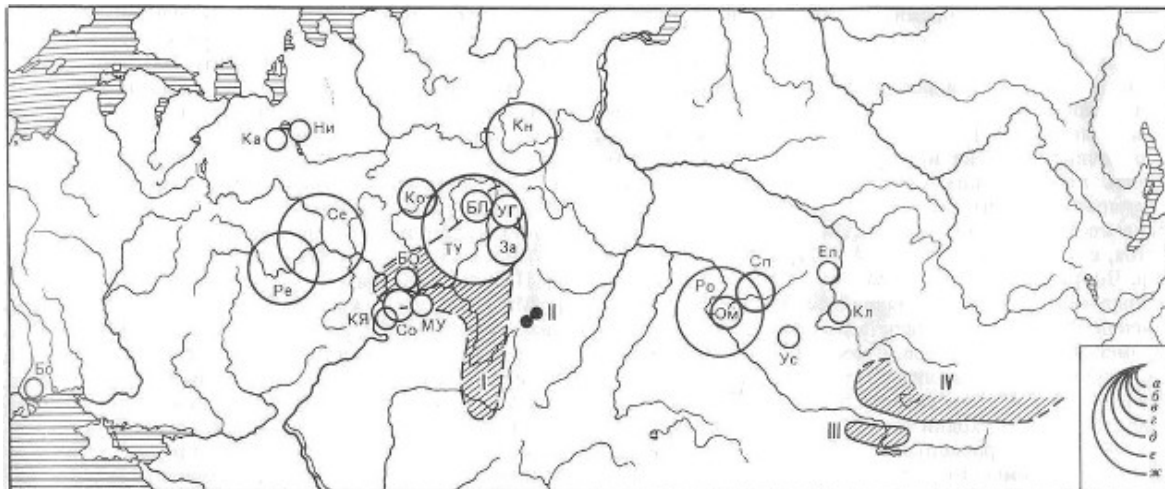 Ка
Ни
Кн
Ко
БЛ
УГ
Се
ТУ
За
Ре
БО
КЯ
Со
МУ
I
II
Ро
Сп
Ом
Ел
Кл
Ус
IV
III
Бо
а
б
в
г
д
е
ж